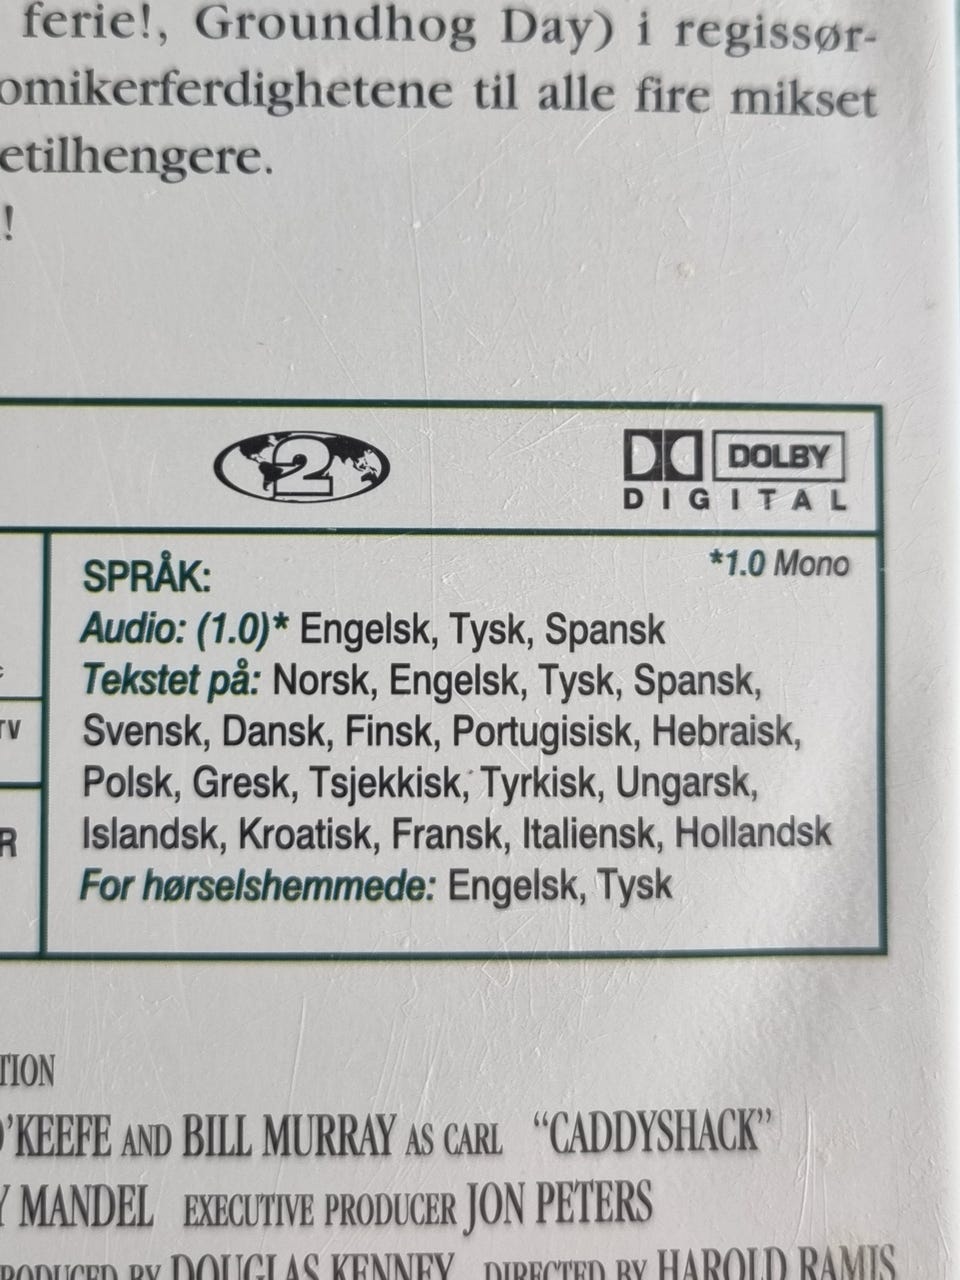 ferie!, Groundhog Day) i regissør-
omikerferdighetene til alle fire mikset
etilhengere.
!
2
DOLBY
DIGITAL
SPRÅK:
*1.0 Mono
Audio: (1.0)* Engelsk, Tysk, Spansk
Tekstet på: Norsk, Engelsk, Tysk, Spansk,
Svensk, Dansk, Finsk, Portugisisk, Hebraisk,
TV
Polsk, Gresk, Tsjekkisk, Tyrkisk, Ungarsk,
Islandsk, Kroatisk, Fransk, Italiensk, Hollandsk
R
For hørselshemmede: Engelsk, Tysk
TION
O'KEEFE AND BILL MURRAY AS CARL "CADDYSHACK"
Y MANDEL EXECUTIVE PRODUCER JON PETERS
RODUCED BY DOUGLAS KENNEY DIRECTED BY HAROLD RAMIS